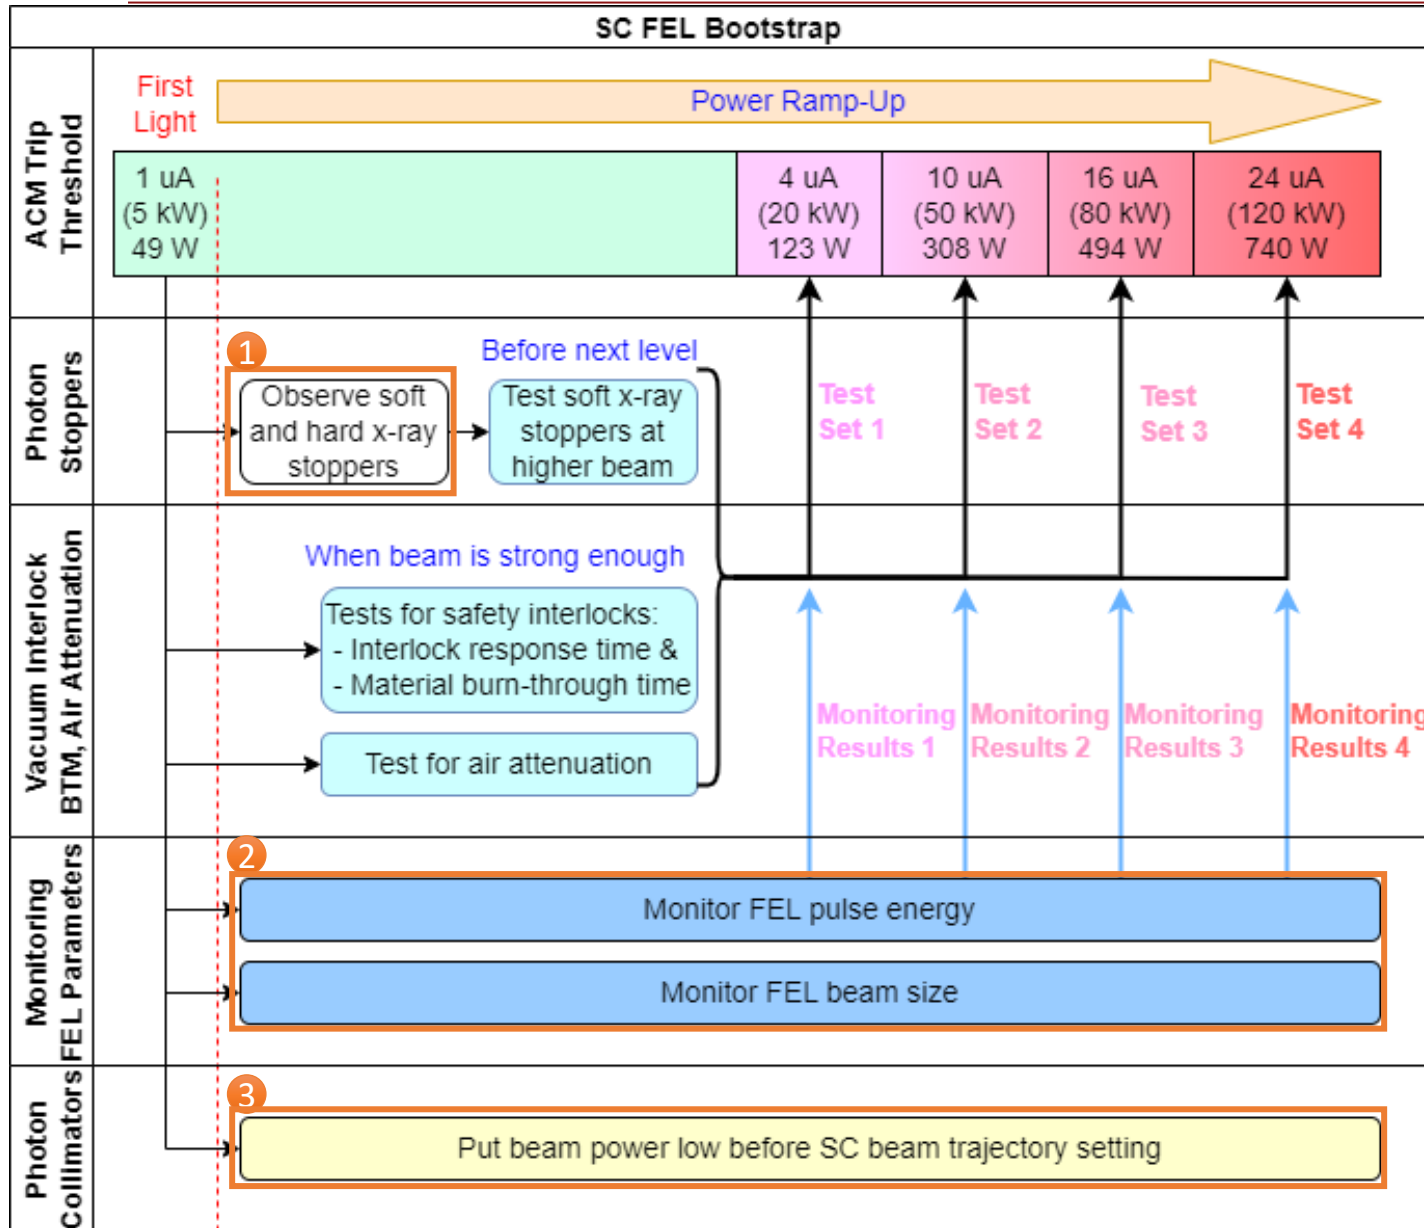 SC FEL Bootstrap
ACM Trip
Threshold
First
Light
Power Ramp-Up
1 uA
(5 kW)
49 W
4 uA
(20 kW)
123 W
10 uA
(50 kW)
308 W
16 uA
(80 kW)
494 W
24 uA
(120 kW)
740 W
Photon
Stoppers
1
Observe soft
and hard x-ray
stoppers
Before next level
Test soft x-ray
stoppers at
higher beam
Test
Set 1
Test
Set 2
Test
Set 3
Test
Set 4
Vacuum Interlock
BTM, Air Attenuation
When beam is strong enough
Tests for safety interlocks:
- Interlock response time &
- Material burn-through time
Test for air attenuation
Monitoring
Results 1
Monitoring
Results 2
Monitoring
Results 3
Monitoring
Results 4
Monitoring
FEL Parameters
2
Monitor FEL pulse energy
Monitor FEL beam size
Photon
Collimators
3
Put beam power low before SC beam trajectory setting